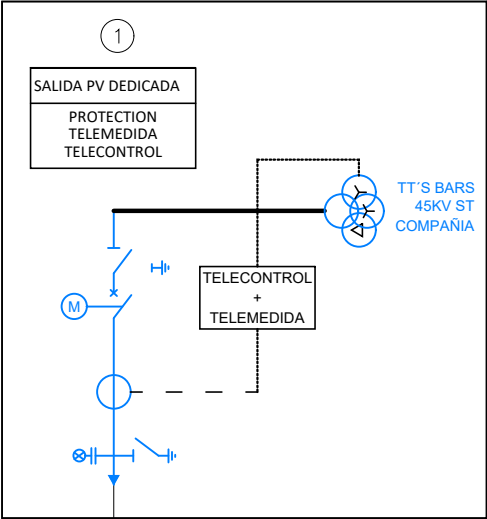 1
SALIDA PV DEDICADA
PROTECTION
TELEMEDIDA
TELECONTROL
TT´S BARS
45KV ST
COMPAÑIA
TELECONTROL
+
TELEMEDIDA
M